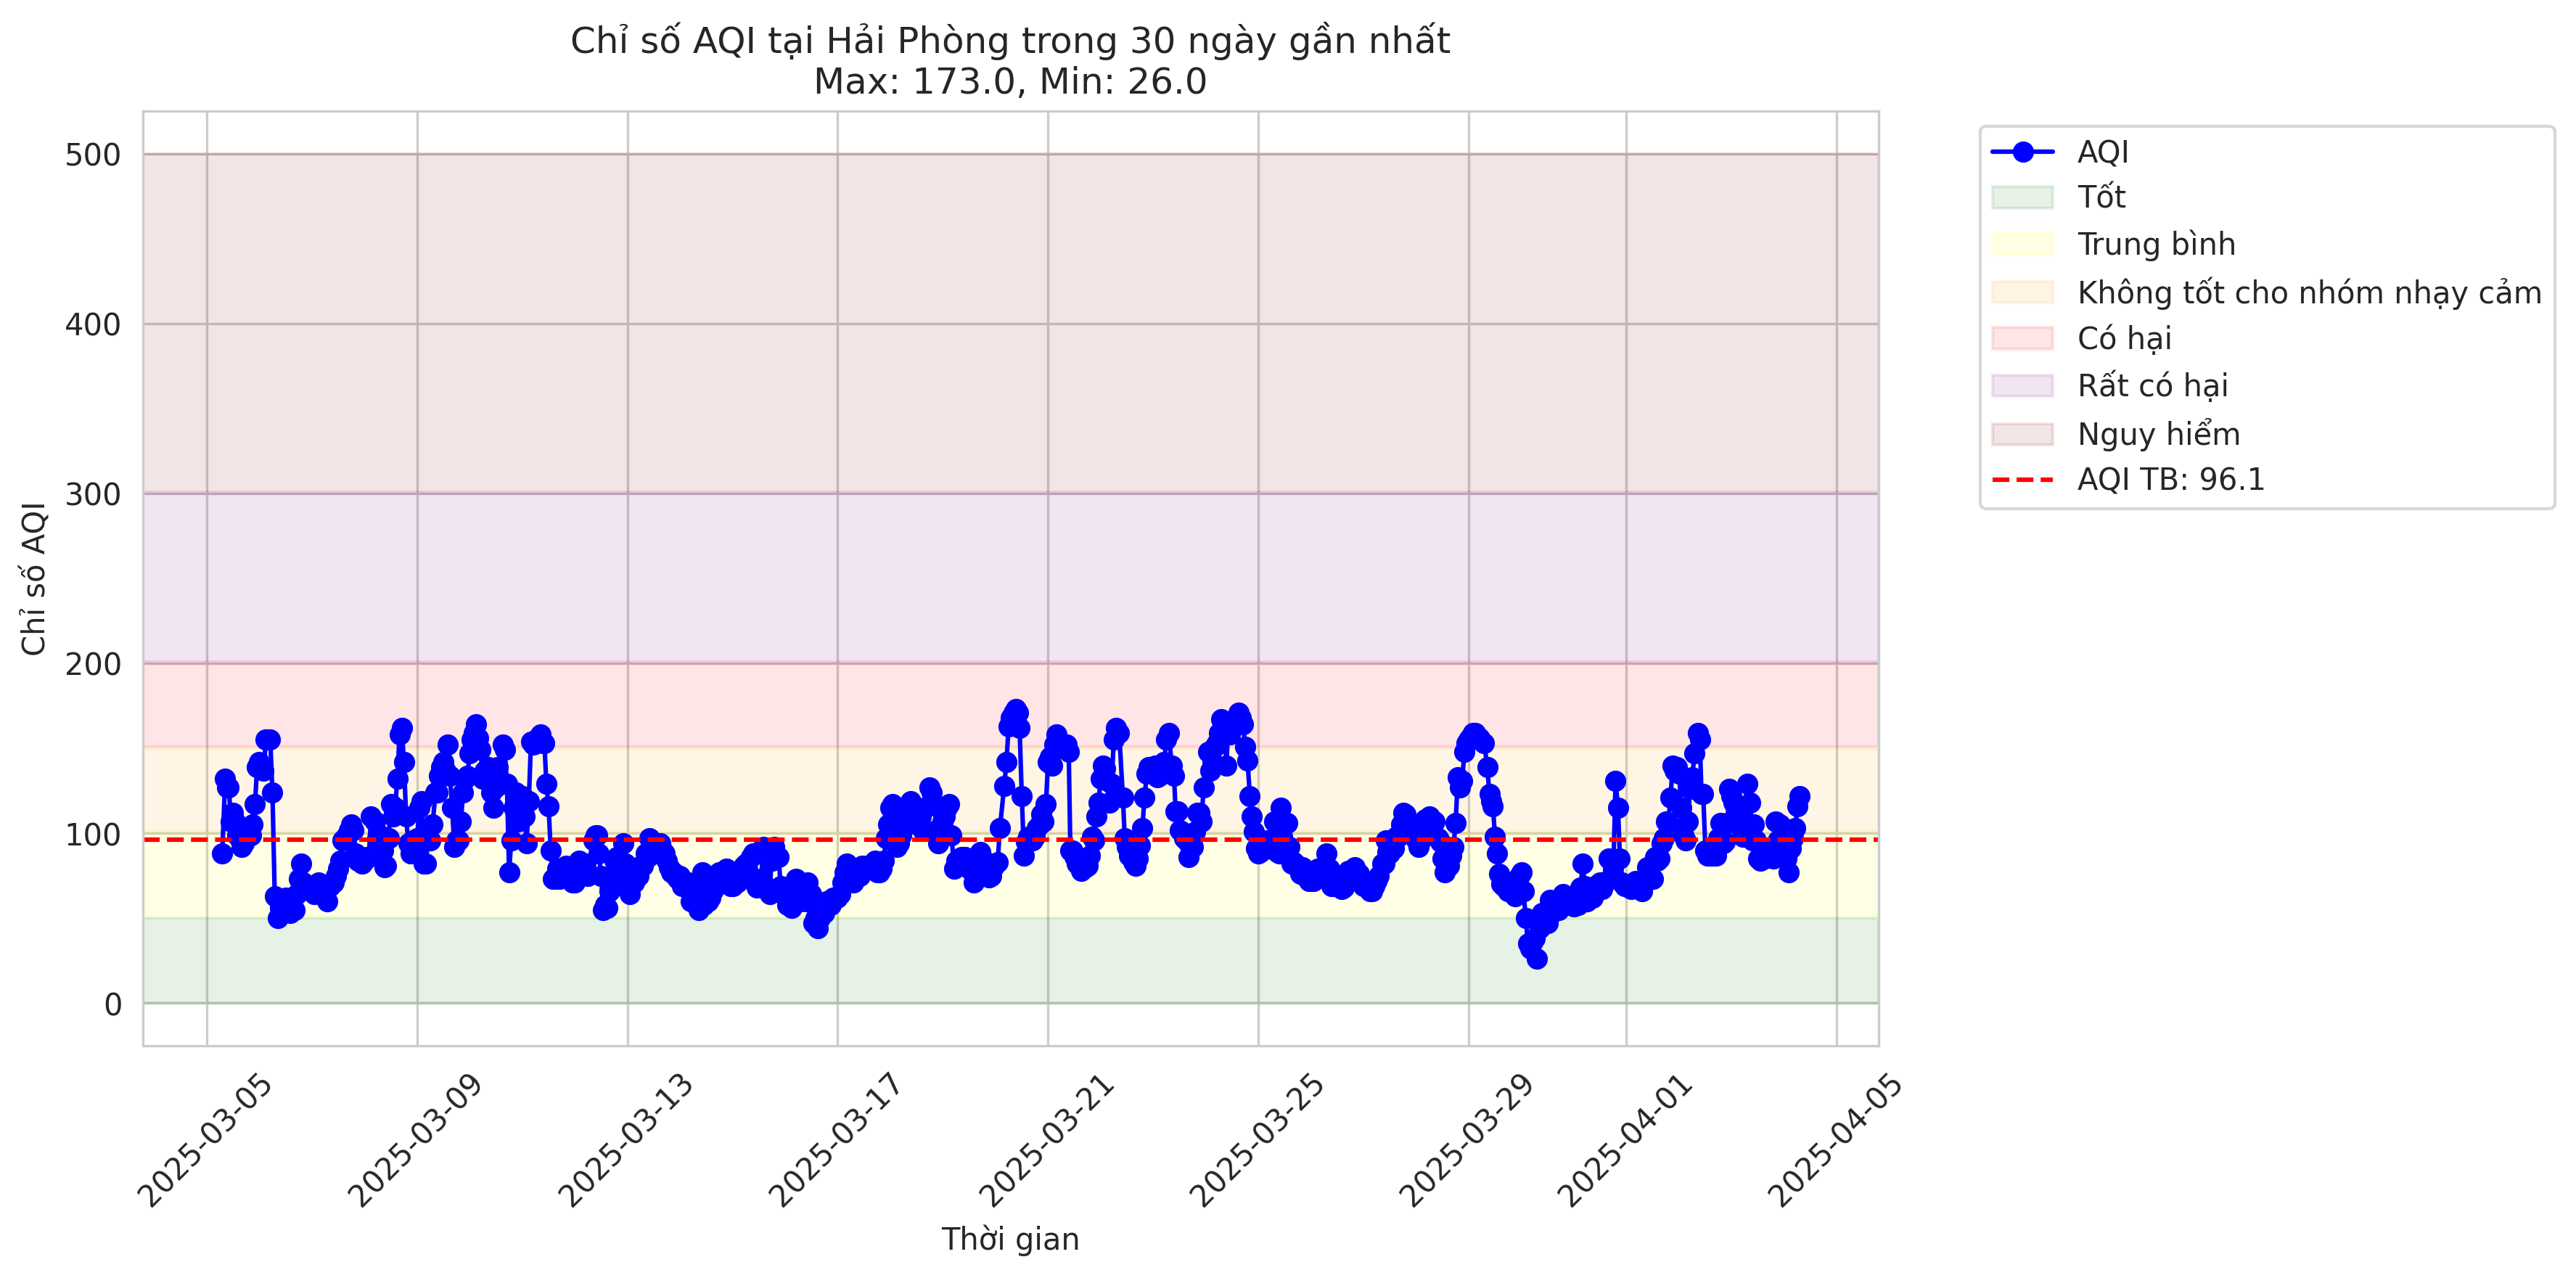 Chỉ số AQI tại Hải Phòng trong 30 ngày gần nhất
Max: 173.0, Min: 26.0
Chỉ số AQI
500
400
300
200
100
0
2025-03-05
2025-03-09
2025-03-13
2025-03-17
2025-03-21
2025-03-25
2025-03-29
2025-04-01
2025-04-05
Thời gian
AQI
Tốt
Trung bình
Không tốt cho nhóm nhạy cảm
Có hại
Rất có hại
Nguy hiểm
AQI TB: 96.1